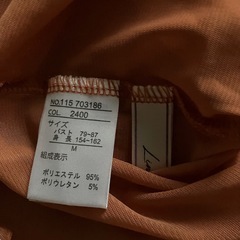 NO.115 703186
COL. 2400
サイズ
バスト 79~87
身長 154~162
M
組成表示
ポリエステル 95%
ポリウレタン 5%